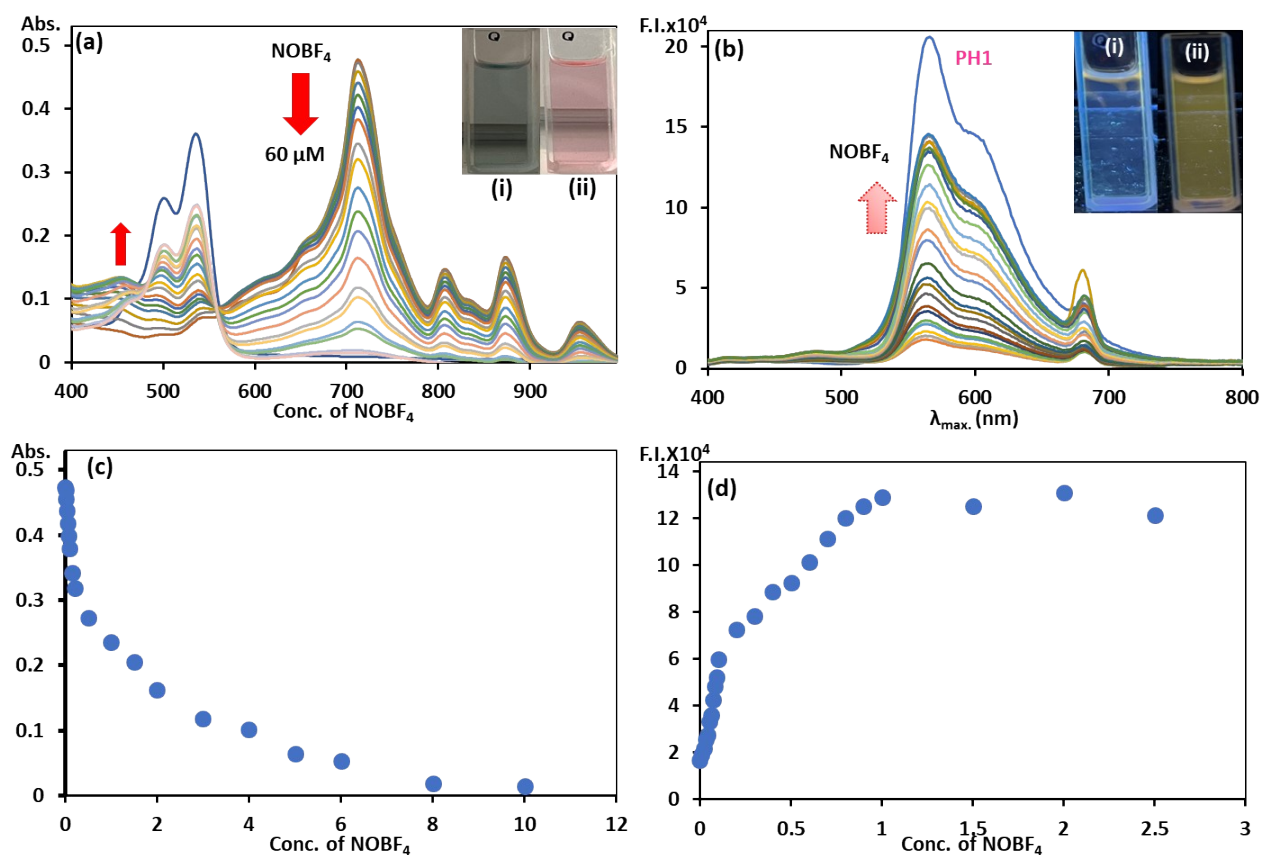 Abs.
(a)
NOBF4
60 µM
Q
Q
(i)
(ii)
0.5
0.4
0.3
0.2
0.1
0
400
500
600
700
800
900
Conc. of NOBF4
F.I.x104
(b)
PH1
NOBF4
(i)
(ii)
20
15
10
5
0
400
500
600
700
800
λmax. (nm)
Abs.
(c)
0.5
0.4
0.3
0.2
0.1
0
0
2
4
6
8
10
12
Conc. of NOBF4
F.I.X104
(d)
14
12
10
8
6
4
2
0
0
0.5
1
1.5
2
2.5
3
Conc. of NOBF4